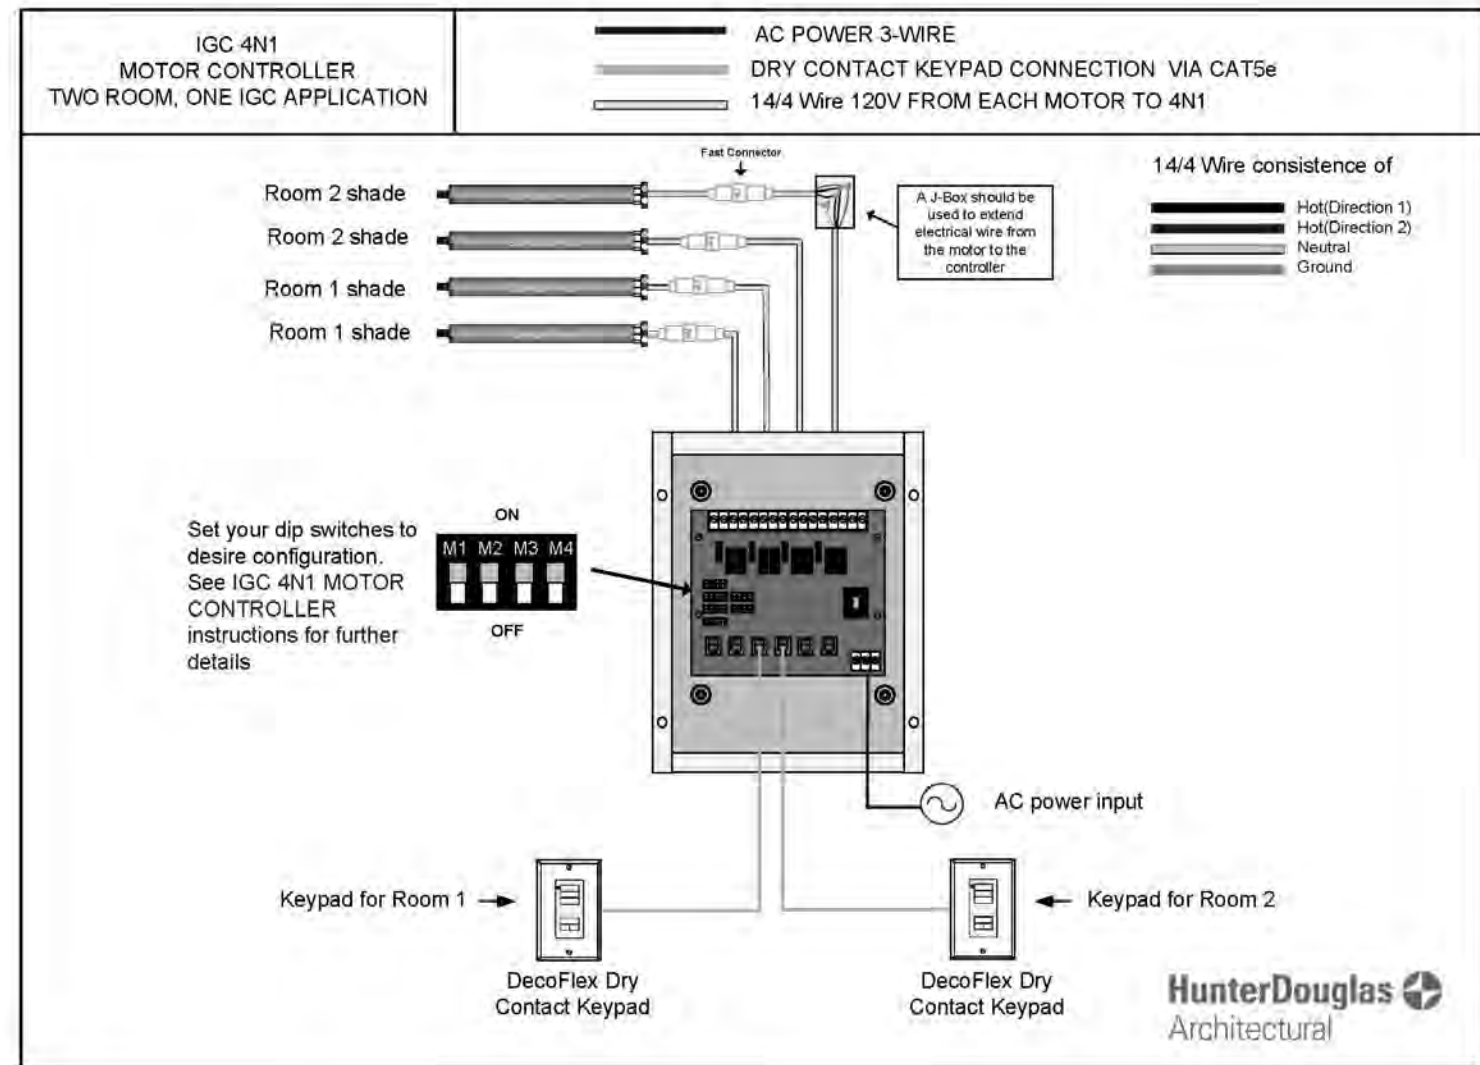 IGC 4N1
MOTOR CONTROLLER
TWO ROOM, ONE IGC APPLICATION
AC POWER 3-WIRE
DRY CONTACT KEYPAD CONNECTION VIA CAT5e
14/4 Wire 120V FROM EACH MOTOR TO 4N1
Fast Connector
Room 2 shade
Room 2 shade
Room 1 shade
Room 1 shade
A J-Box should be
used to extend
electrical wire from
the motor to the
controller
14/4 Wire consistence of
Hot(Direction 1)
Hot(Direction 2)
Neutral
Ground
Set your dip switches to
desire configuration.
See IGC 4N1 MOTOR
CONTROLLER
instructions for further
details
ON
M1 M2 M3 M4
OFF
AC power input
Keypad for Room 1
Keypad for Room 2
DecoFlex Dry
Contact Keypad
DecoFlex Dry
Contact Keypad
HunterDouglas
Architectural